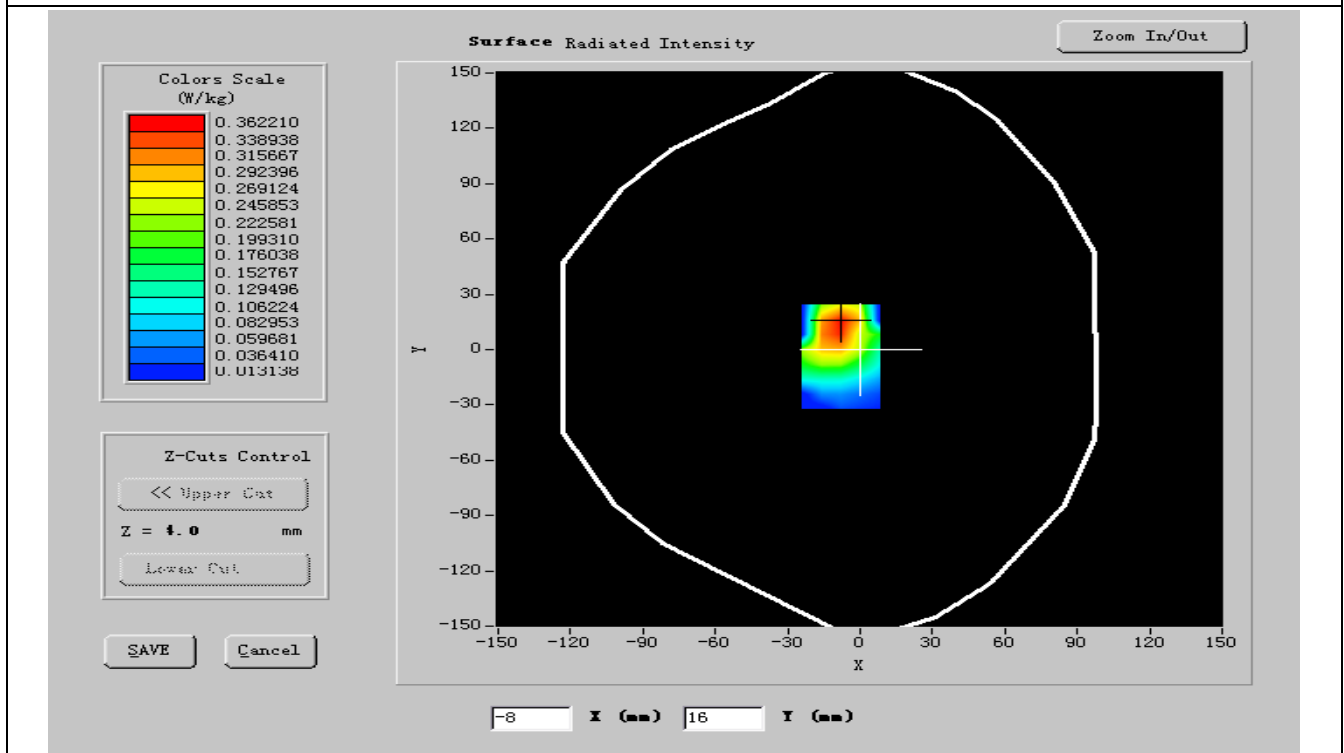 Surface Radiated Intensity
Zoom In/Out
Colors Scale
(W/kg)
0.362210
0.338938
0.315667
0.292396
0.269124
0.245853
0.222581
0.199310
0.176038
0.152767
0.129496
0.106224
0.082953
0.059681
0.036410
0.013138
Z-Cuts Control
<< Upper Cut
Z = 4.0 mm
Lower Cut
SAVE
Cancel
150
120
90
60
30
0
-30
-60
-90
-120
-150
Y
-150 -120 -90 -60 -30 0 30 60 90 120 150
X
-8 X (mm) 16 Y (mm)